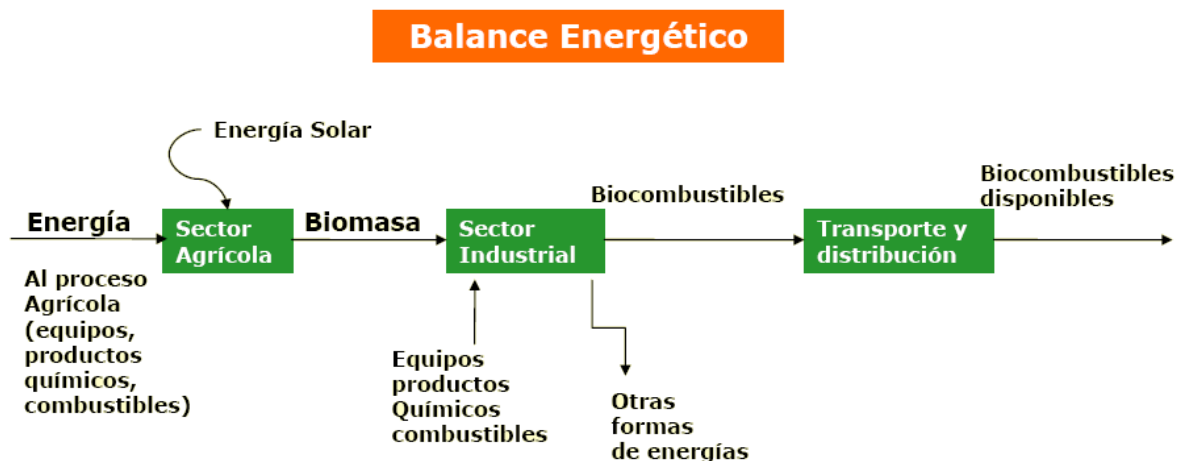 Balance Energético
Energía Solar
Biocombustibles
disponibles
Biocombustibles
Energía
Biomasa
Sector
Agrícola
Sector
Industrial
Transporte y
distribución
Al proceso
Agrícola
(equipos,
productos
químicos,
combustibles)
Equipos
productos
Químicos
combustibles
Otras
formas
de energías